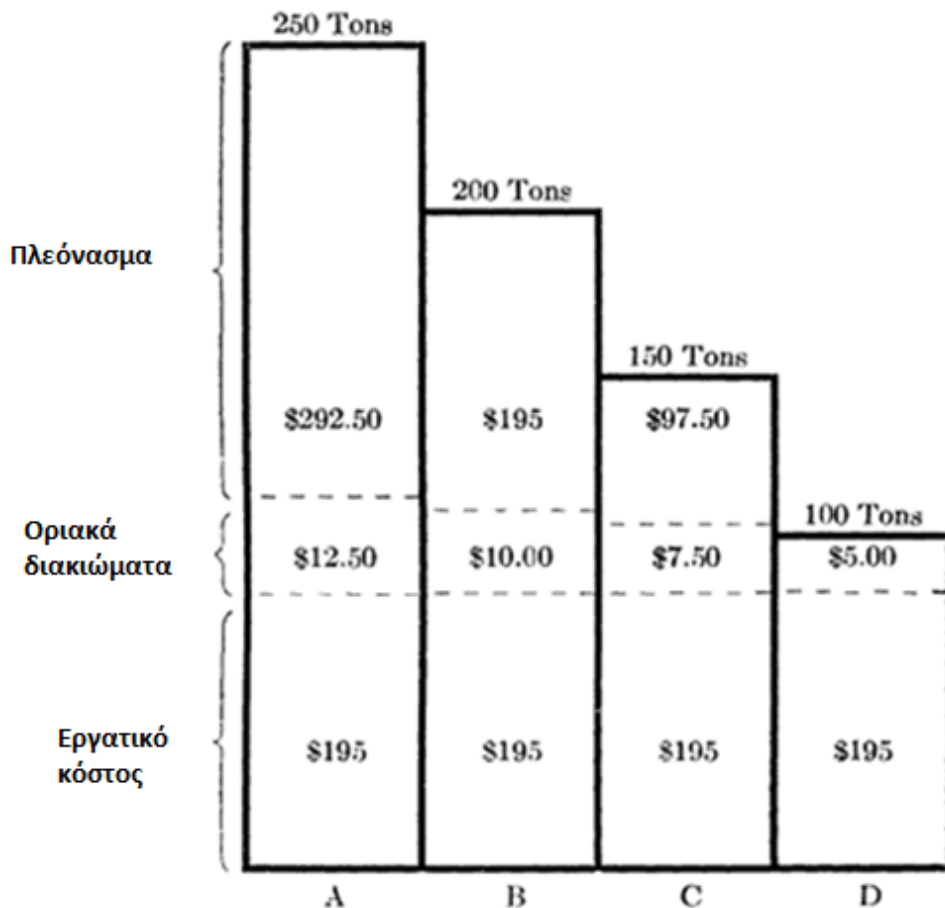 250 Tons
200 Tons
Πλεόνασμα
150 Tons
$292.50 $195 $97.50
100 Tons
Οριακά
διακιώματα
$12.50 $10.00 $7.50 $5.00
Εργατικό
κόστος
$195 $195 $195 $195
A B C D